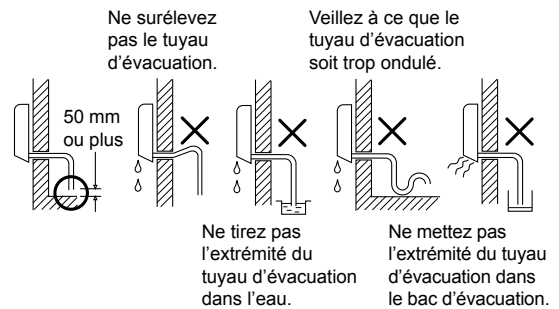 Ne surélevez
pas le tuyau
d’évacuation.
Veillez à ce que le
tuyau d’évacuation
soit trop ondulé.
50 mm
ou plus
Ne tirez pas
l’extrémité du
tuyau d’évacuation
dans l’eau.
Ne mettez pas
l’extrémité du tuyau
d’évacuation dans
le bac d’évacuation.